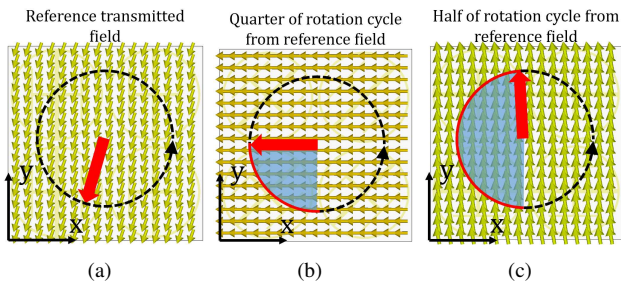 Reference transmitted
field
Quarter of rotation cycle
from reference field
Half of rotation cycle from
reference field
y
x
y
x
y
x
(a)
(b)
(c)